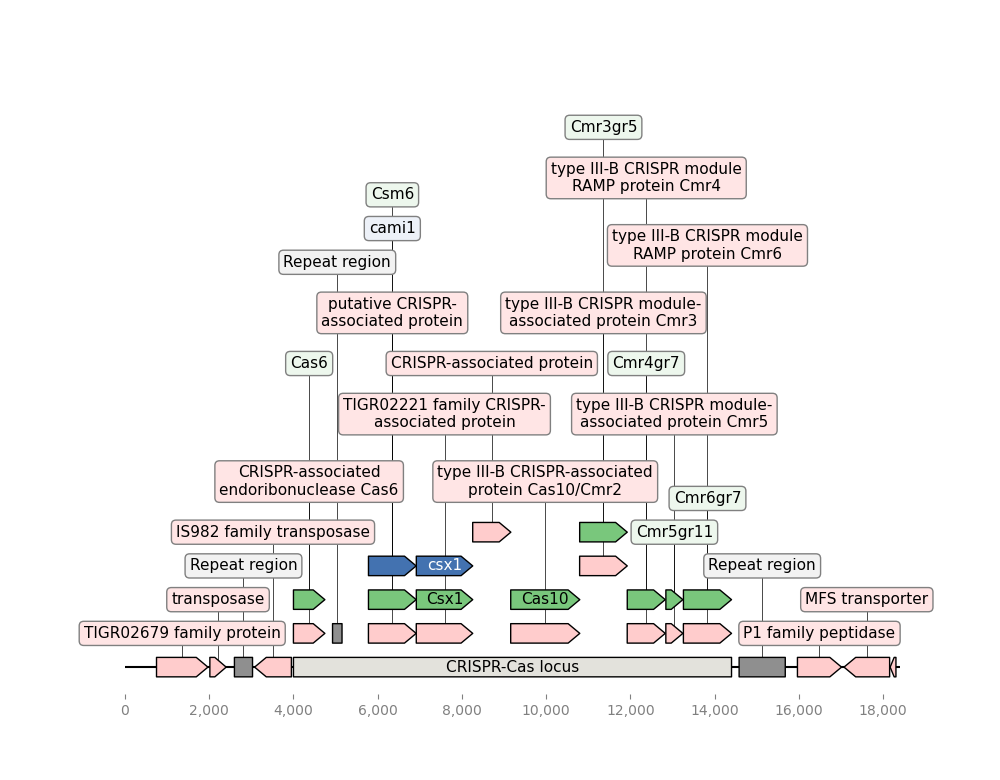 Cmr3gr5
type III-B CRISPR module
RAMP protein Cmr4
Csm6
cami1
type III-B CRISPR module
RAMP protein Cmr6
Repeat region
putative CRISPR-
associated protein
type III-B CRISPR module-
associated protein Cmr3
Cas6
CRISPR-associated protein
Cmr4gr7
TIGR02221 family CRISPR-
associated protein
type III-B CRISPR module-
associated protein Cmr5
CRISPR-associated
endoribonuclease Cas6
type III-B CRISPR-associated
protein Cas10/Cmr2
Cmr6gr7
IS982 family transposase
Cmr5gr11
Repeat region
csx1
Repeat region
transposase
Csx1
Cas10
MFS transporter
TIGR02679 family protein
P1 family peptidase
CRISPR-Cas locus
0
2,000
4,000
6,000
8,000
10,000
12,000
14,000
16,000
18,000